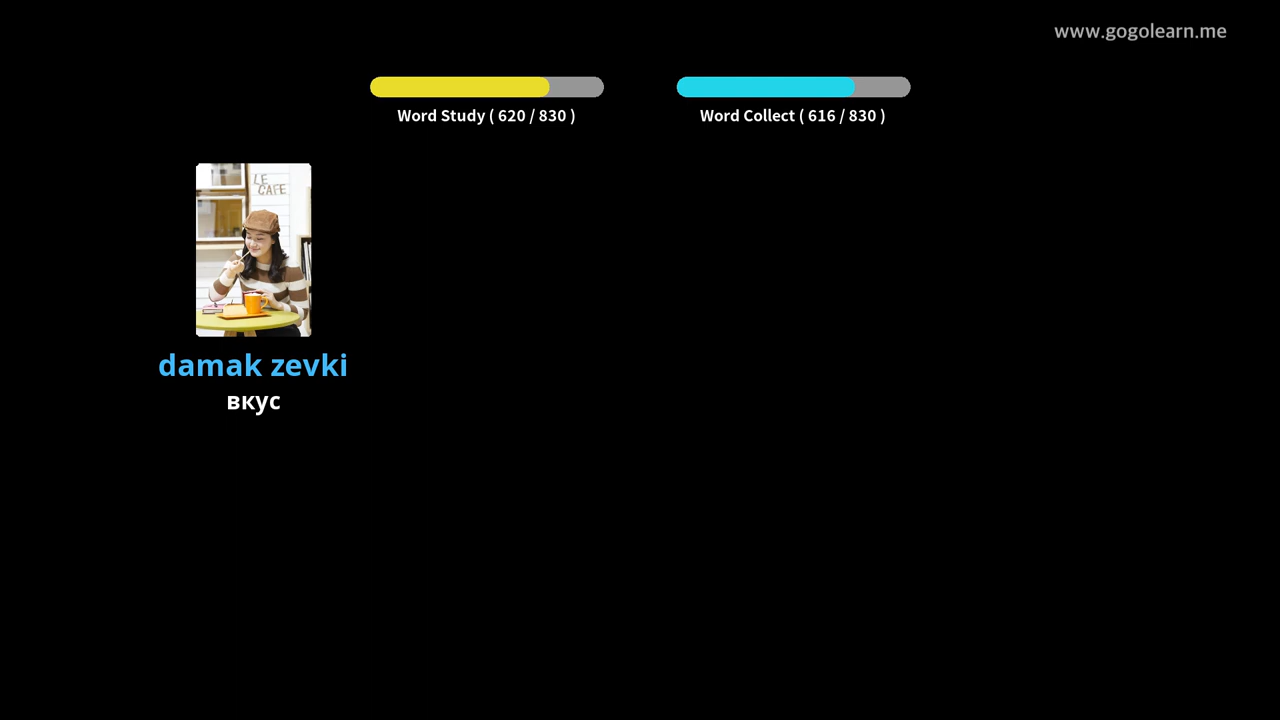 www.gogolearn.me
Word Study ( 620 / 830 )
Word Collect ( 616 / 830 )
LE
CAFE
damak zevki
вкус